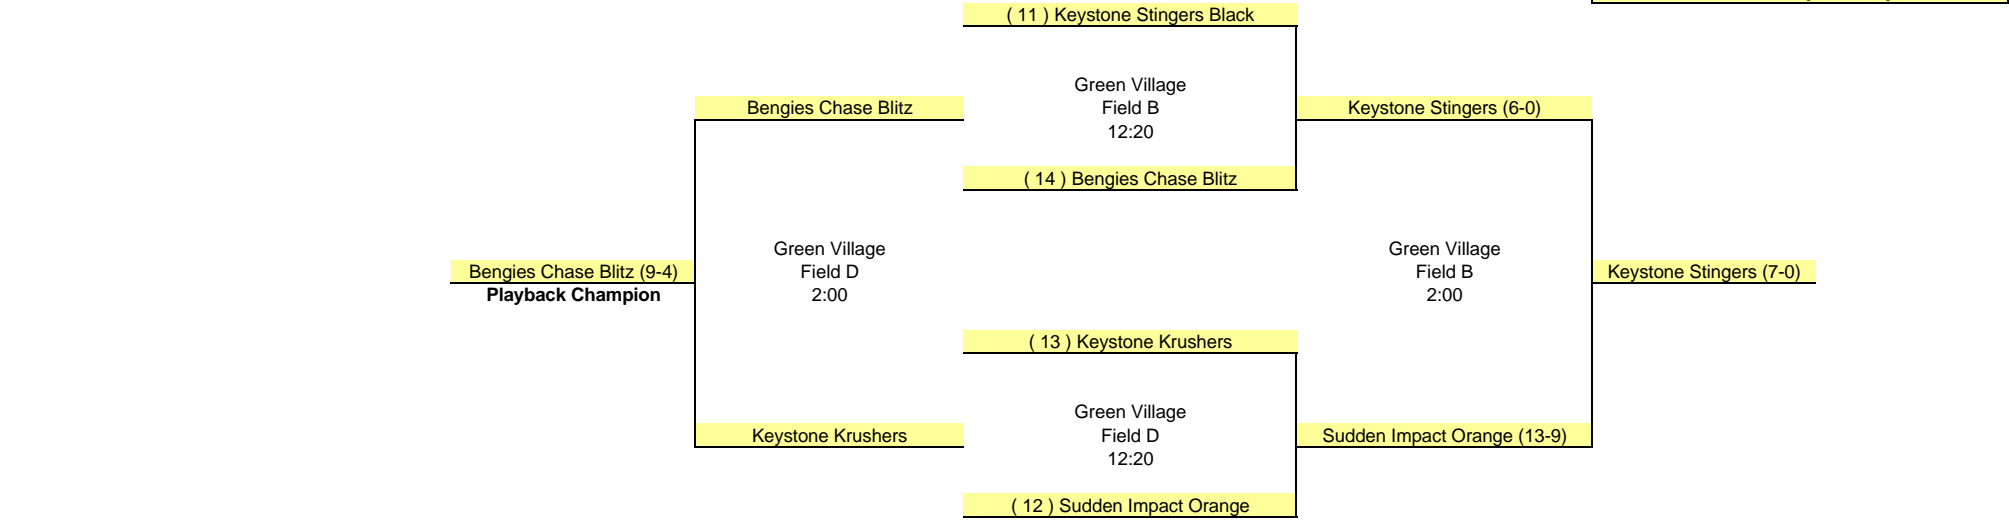 ( 11 ) Keystone Stingers Black
Green Village
Bengies Chase Blitz
Field B
Keystone Stingers (6-0)
12:20
( 14 ) Bengies Chase Blitz
Green Village
Green Village
Bengies Chase Blitz (9-4)
Field D
Field B
Keystone Stingers (7-0)
Playback Champion
2:00
2:00
( 13 ) Keystone Krushers
Green Village
Keystone Krushers
Field D
Sudden Impact Orange (13-9)
12:20
( 12 ) Sudden Impact Orange